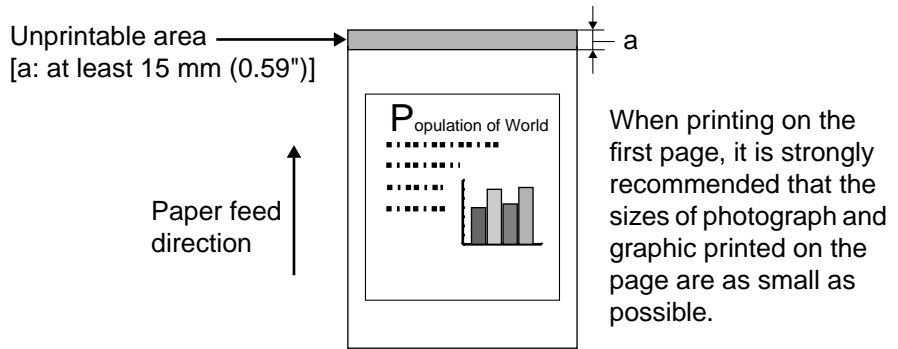 Unprintable area
[a: at least 15 mm (0.59")]
a
Population of World
Paper feed
direction
When printing on the
first page, it is strongly
recommended that the
sizes of photograph and
graphic printed on the
page are as small as
possible.